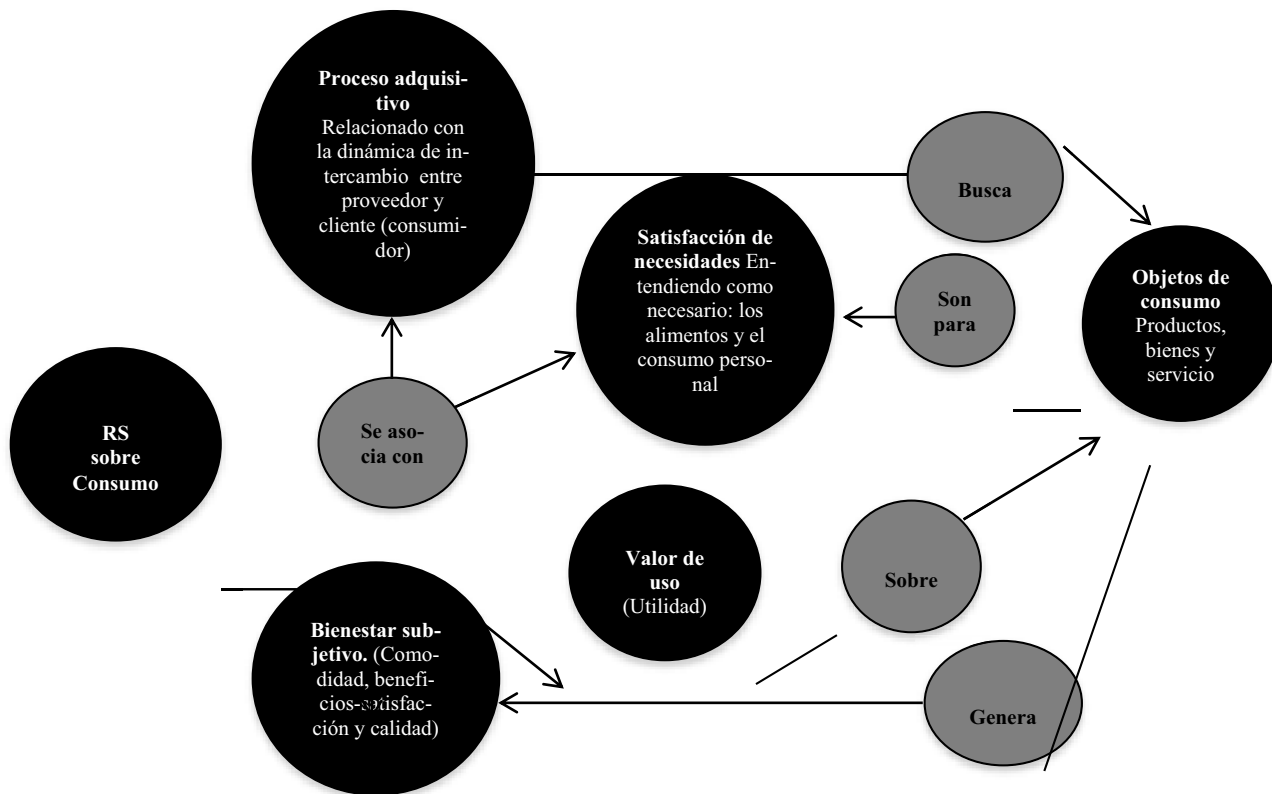 Proceso adquisi-
tivo
Relacionado con
la dinámica de in-
tercambio entre
proveedor y
cliente (consumi-
dor)
Busca
Satisfacción de
necesidades En-
tendiendo como
necesario: los
alimentos y el
consumo perso-
nal
Son
para
Objetos de
consumo
Productos,
bienes y
servicio
RS
sobre
Consumo
Se aso-
cia con
Valor de
uso
(Utilidad)
Sobre
Bienestar sub-
jetivo. (Como-
didad, benefi-
cios-satisfac-
ción y calidad)
Genera